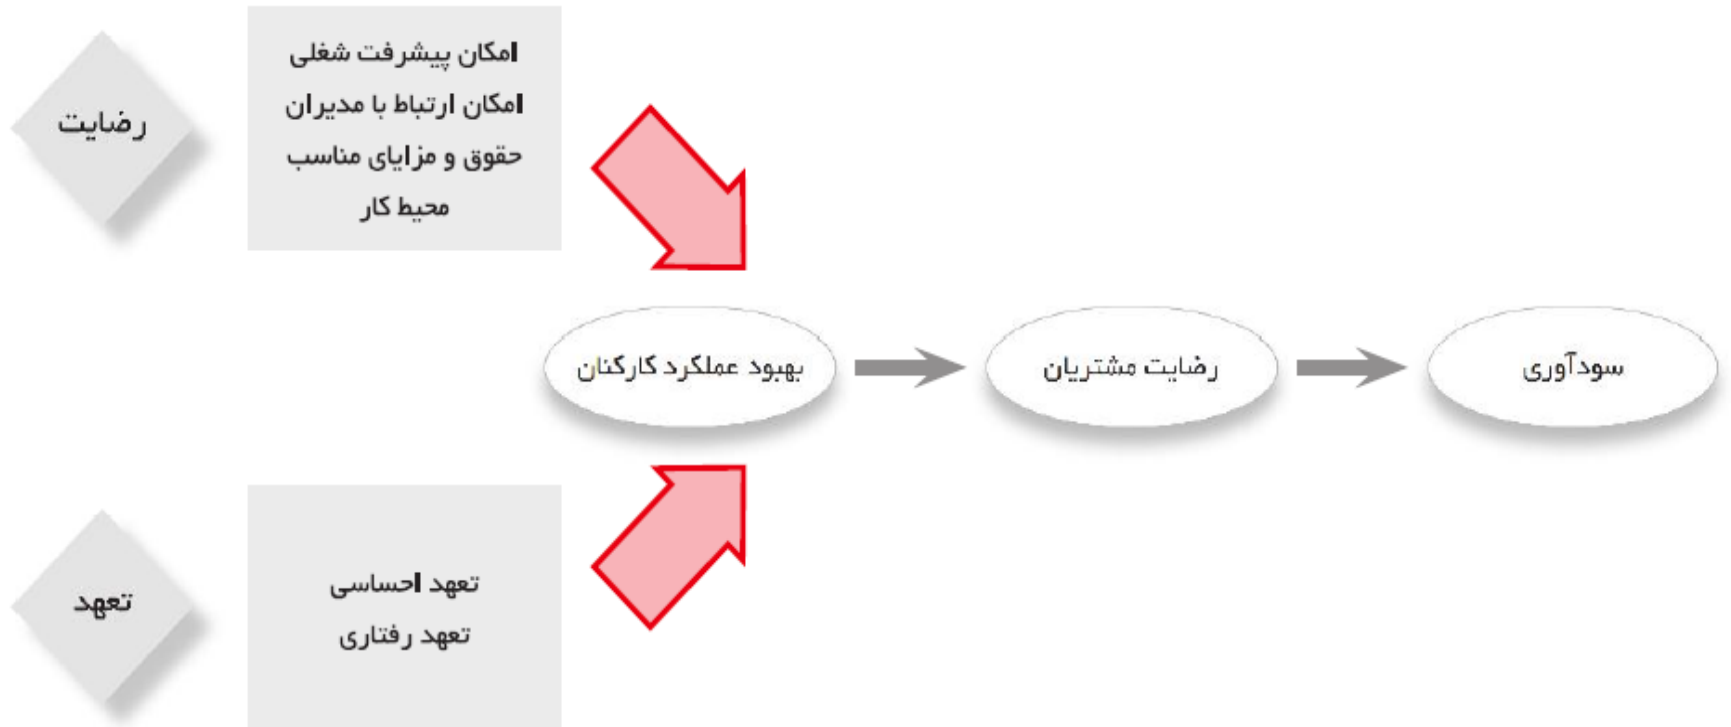 رضایت
امکان پیشرفت شغلی
امکان ارتباط با مدیران
حقوق و مزایای مناسب
محیط کار
بهبود عملکرد کارکنان
رضایت مشتریان
سودآوری
تعهد
تعهد احساسی
تعهد رفتاری